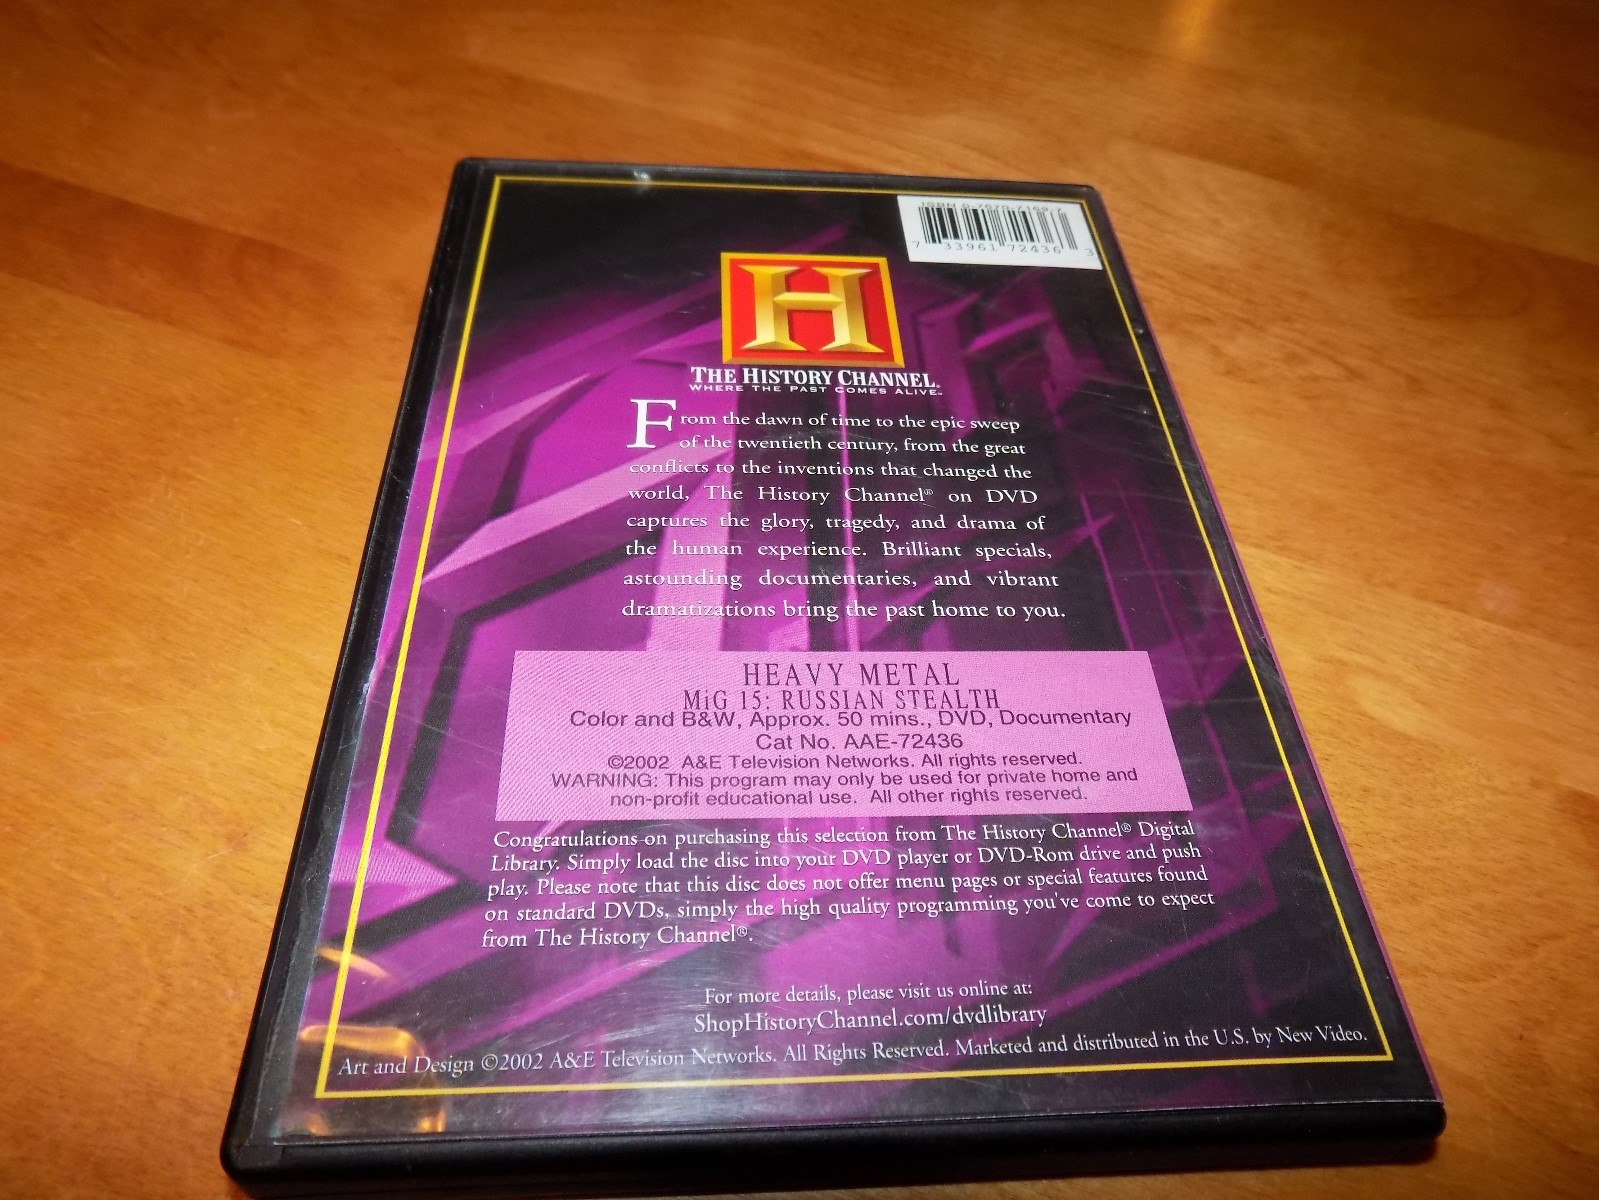 ISBN 0-7670-7169-7
7 33961 72436 3
H
THE HISTORY CHANNEL.
WHERE THE PAST COMES ALIVE.™
From the dawn of time to the epic sweep
of the twentieth century, from the great
conflicts to the inventions that changed the
world, The History Channel® on DVD
captures the glory, tragedy, and drama of
the human experience. Brilliant specials,
astounding documentaries, and vibrant
dramatizations bring the past home to you.
HEAVY METAL
MiG 15: RUSSIAN STEALTH
Color and B&W, Approx. 50 mins., DVD, Documentary
Cat No. AAE-72436
©2002 A&E Television Networks. All rights reserved.
WARNING: This program may only be used for private home and
non-profit educational use. All other rights reserved.
Congratulations on purchasing this selection from The History Channel® Digital
Library. Simply load the disc into your DVD player or DVD-Rom drive and push
play. Please note that this disc does not offer menu pages or special features found
on standard DVDs, simply the high quality programming you've come to expect
from The History Channel®.
For more details, please visit us online at:
ShopHistoryChannel.com/dvdlibrary
Art and Design ©2002 A&E Television Networks. All Rights Reserved. Marketed and distributed in the U.S. by New Video.